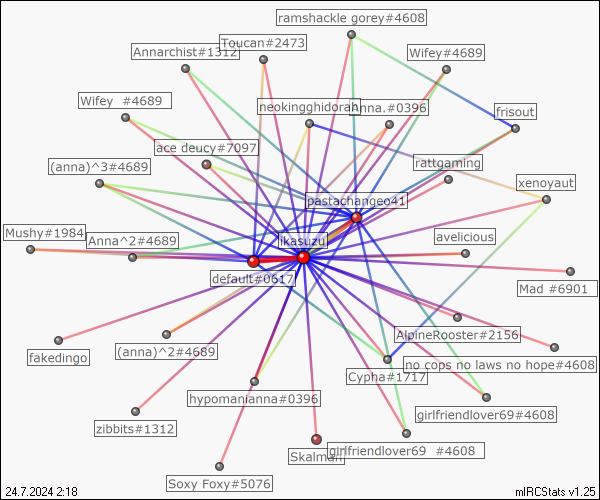 ramshackle gorey#4608
Toucan#2473
Annarchist#1312
Wifey#4689
Wifey  #4689
neokingghidorah
Anna.#0396
frisout
ace deucy#7097
(anna)^3#4689
rattgaming
xenoyaut
pastachangeo41
Mushy#1984
Anna^2#4689
likasuzu
avelicious
default#0617
Mad #6901
AlpineRooster#2156
fakedingo
(anna)^2#4689
no cops no laws no hope#4608
Cypha#1717
hypomanianna#0396
girlfriendlover69#4608
zibbits#1312
girlfriendlover69  #4608
Skalman
Soxy Foxy#5076
24.7.2024 2:18
mIRCStats v1.25